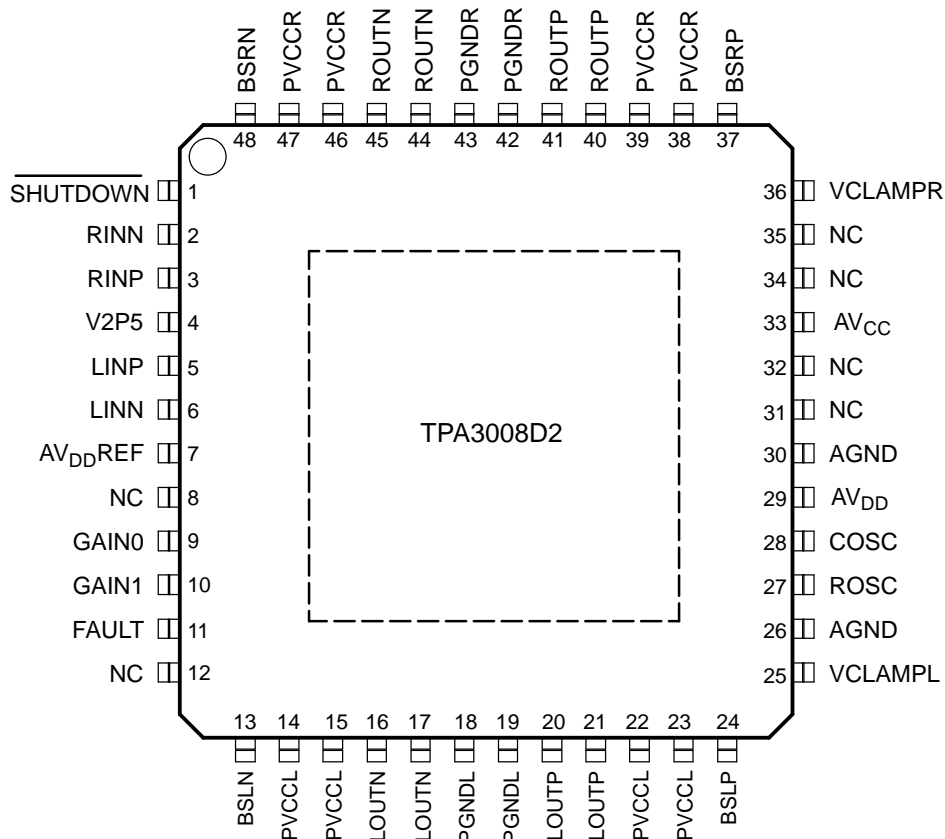 BSRN
PVCCR
PVCCR
ROUTN
ROUTN
PGNDR
PGNDR
ROUTP
ROUTP
PVCCR
PVCCR
BSRP
48 47 46 45 44 43 42 41 40 39 38 37
SHUTDOWN 1
RINN 2
RINP 3
V2P5 4
LINP 5
LINN 6
AVDDREF 7
NC 8
GAIN0 9
GAIN1 10
FAULT 11
NC 12
TPA3008D2
36 VCLAMPR
35 NC
34 NC
33 AVCC
32 NC
31 NC
30 AGND
29 AVDD
28 COSC
27 ROSC
26 AGND
25 VCLAMPL
13 14 15 16 17 18 19 20 21 22 23 24
BSLN
PVCCL
PVCCL
LOUTN
LOUTN
PGNDL
PGNDL
LOUTP
LOUTP
PVCCL
PVCCL
BSLP